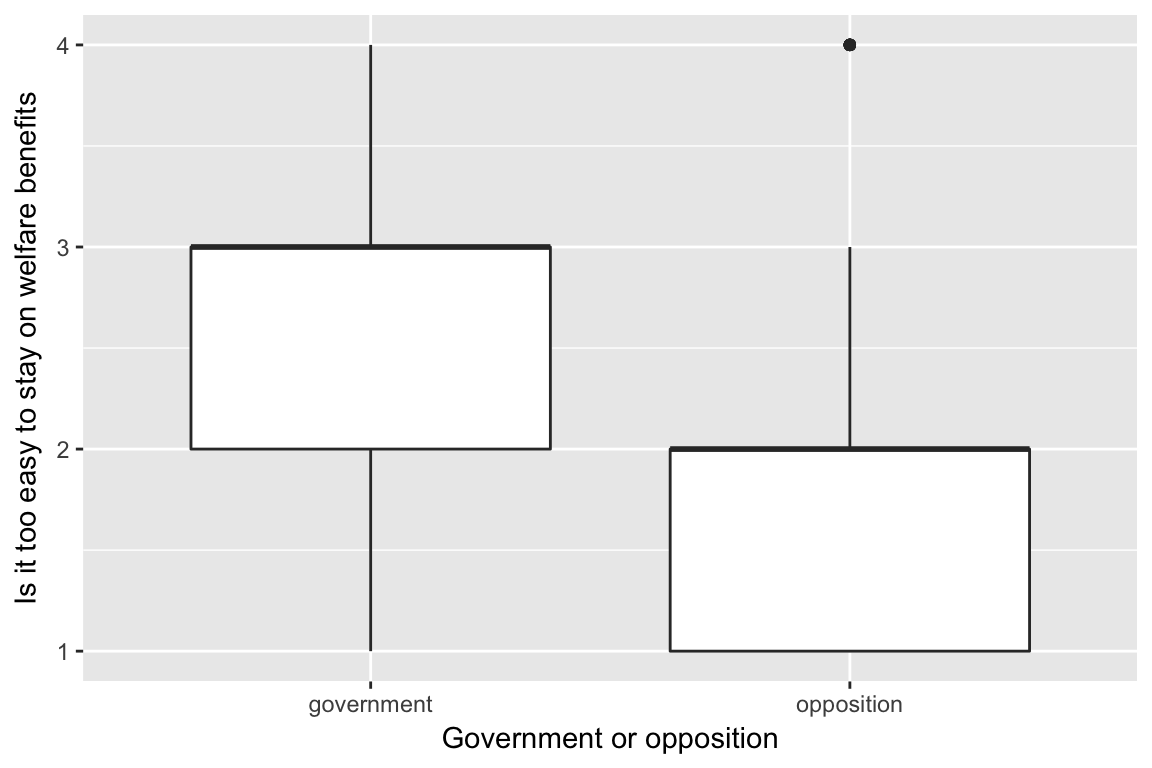 Is it too easy to stay on welfare benefits
4
3
2
1
government
opposition
Government or opposition